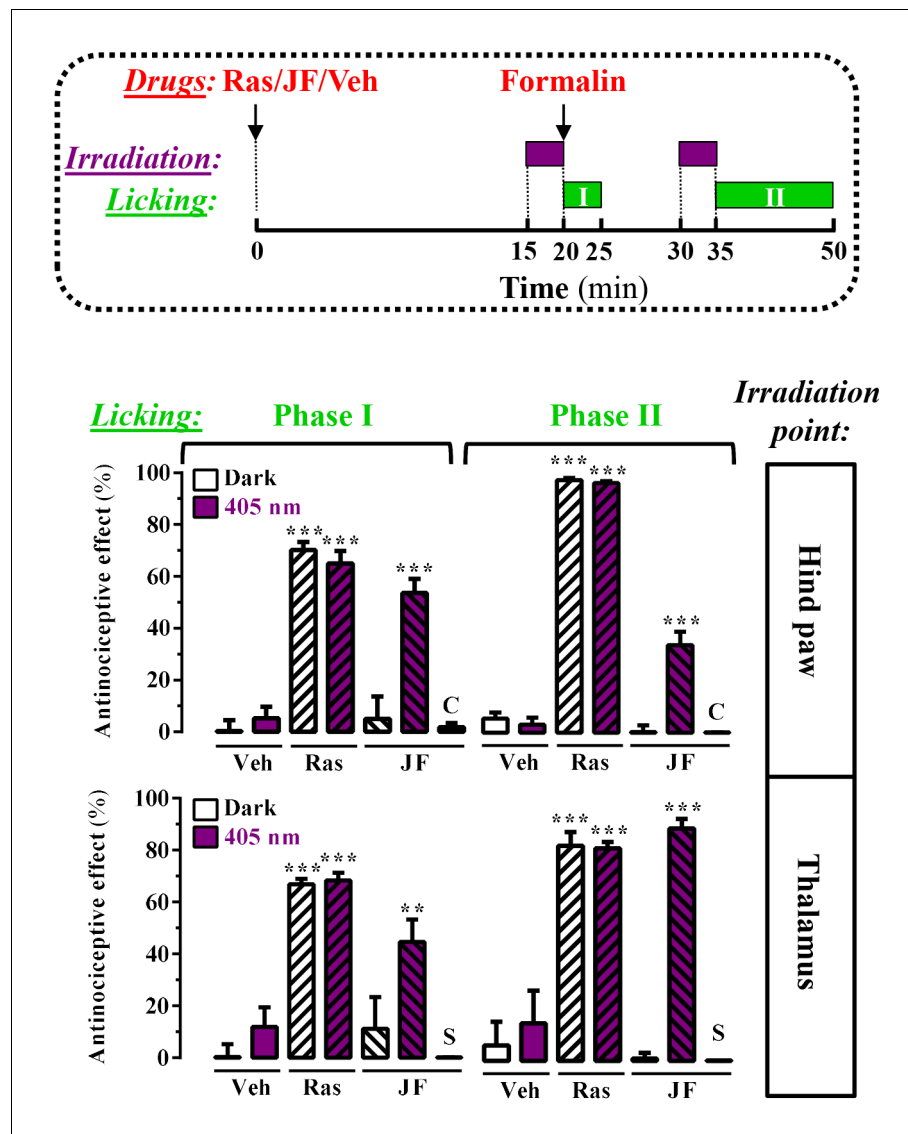 Drugs: Ras/JF/Veh Formalin
Irradiation:
Licking: I II
0 15 20 25 30 35 50
Time (min)
Licking: Phase I Phase II Irradiation point:
Antinociceptive effect (%)
100
80
60
40
20
0
Dark
405 nm
*** *** *** C
Veh Ras JF
*** *** *** C
Veh Ras JF
Hind paw
Antinociceptive effect (%)
100
80
60
40
20
0
Dark
405 nm
*** *** ** S
Veh Ras JF
*** *** *** S
Veh Ras JF
Thalamus